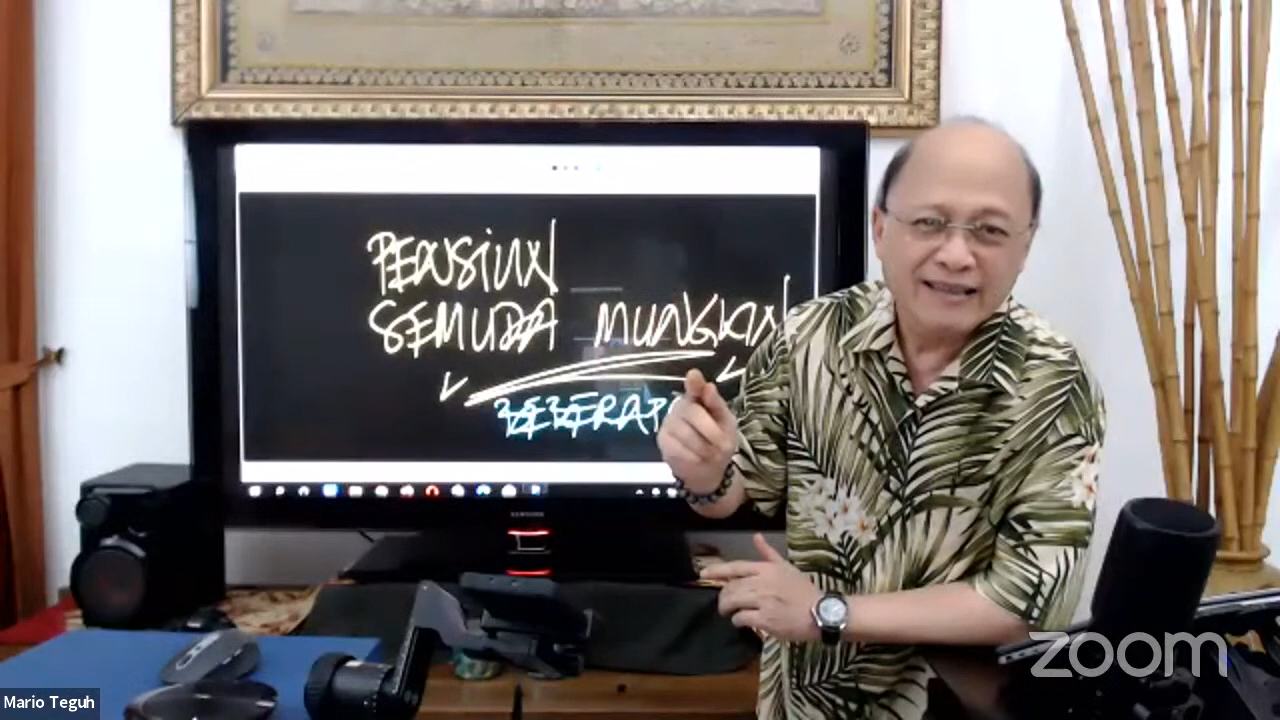 PENSIUN
SEMUDA MUNGKIN
BEBERAPA
SAMSUNG
Mario Teguh
zoom